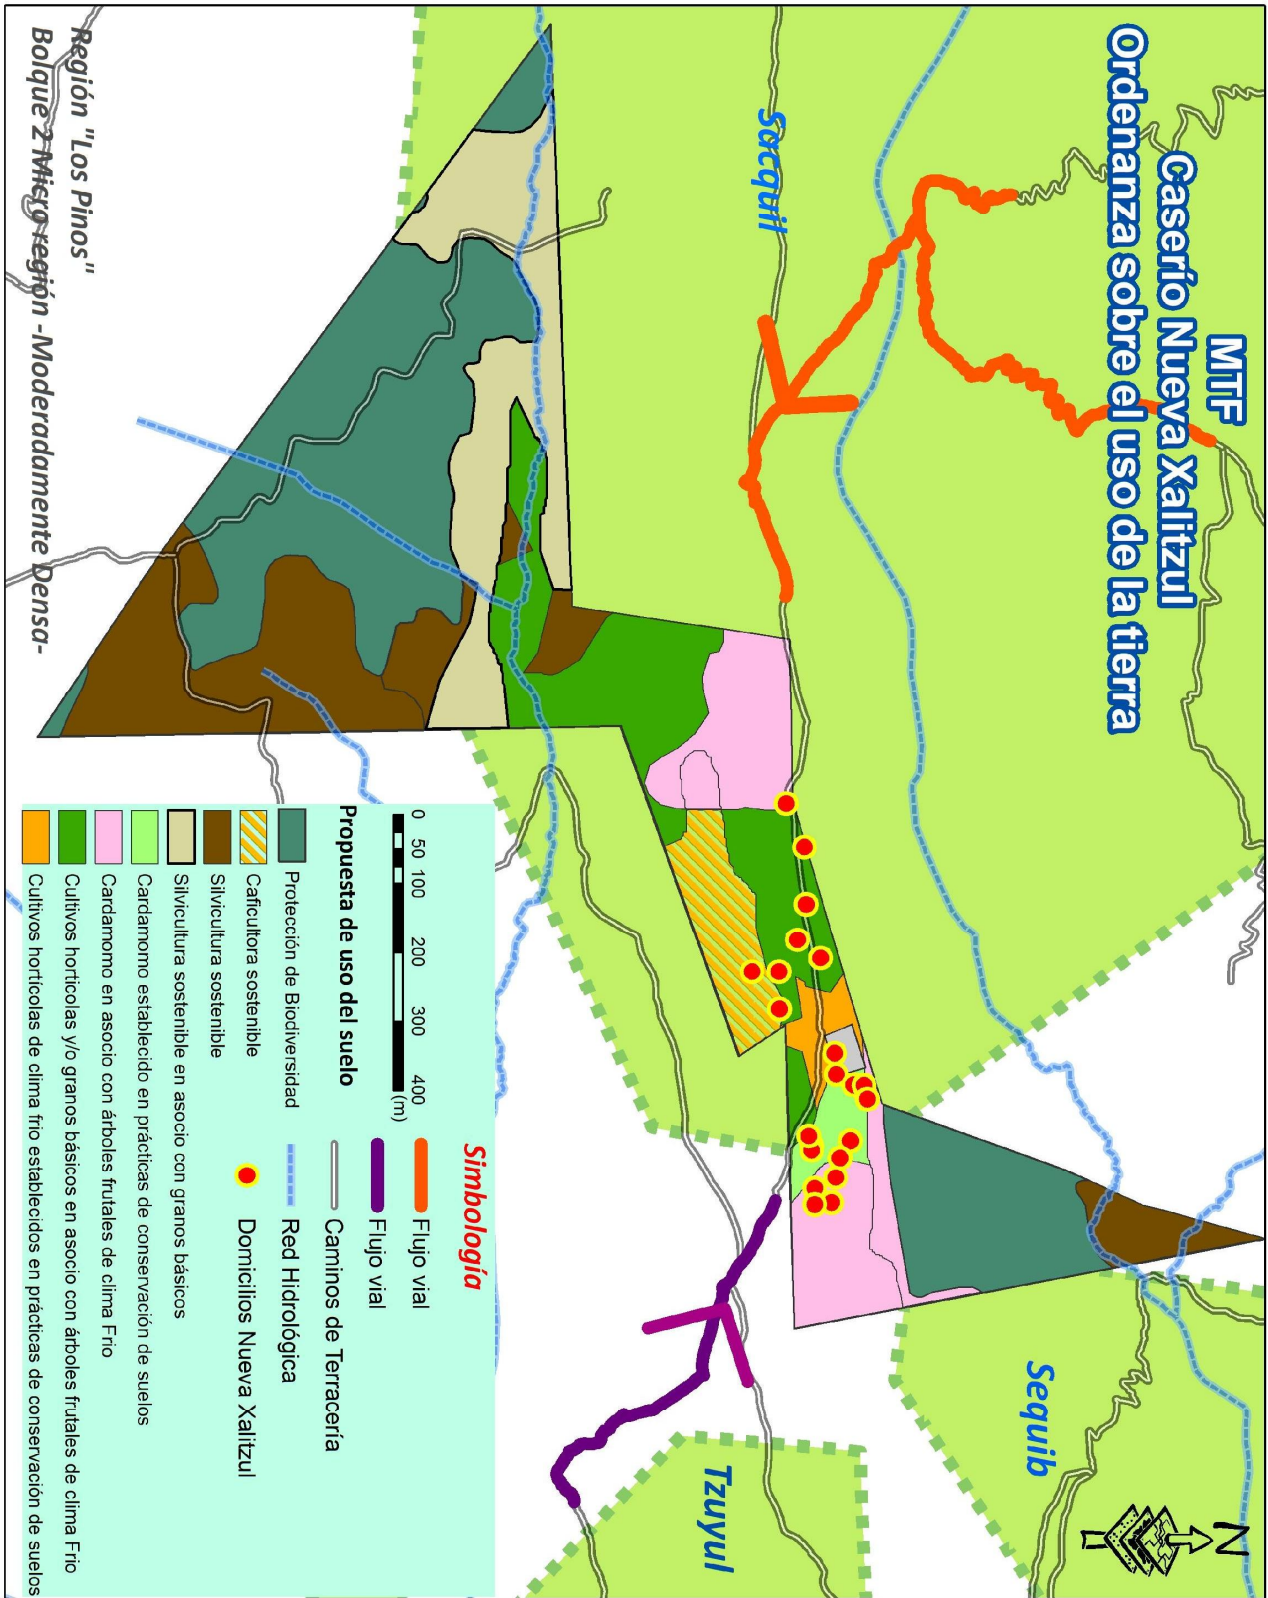 MTF
Caserío Nueva Xalitzul
Ordenanza sobre el uso de la tierra
N
Sacquil
Sequib
Tzuyul
Región "Los Pinos"
Bolque 2 Micro región -Moderadamente Densa-
Simbología
Flujo vial
Flujo vial
Caminos de Terracería
Red Hidrológica
Domicilios Nueva Xalitzul
0 50 100 200 300 400
(m)
Propuesta de uso del suelo
Protección de Biodiversidad
Caficultora sostenible
Silvicultura sostenible
Silvicultura sostenible en asocio con granos básicos
Cardamomo establecido en prácticas de conservación de suelos
Cardamomo en asocio con árboles frutales de clima Frio
Cultivos hortícolas y/o granos básicos en asocio con árboles frutales de clima Frio
Cultivos hortícolas de clima frio establecidos en prácticas de conservación de suelos